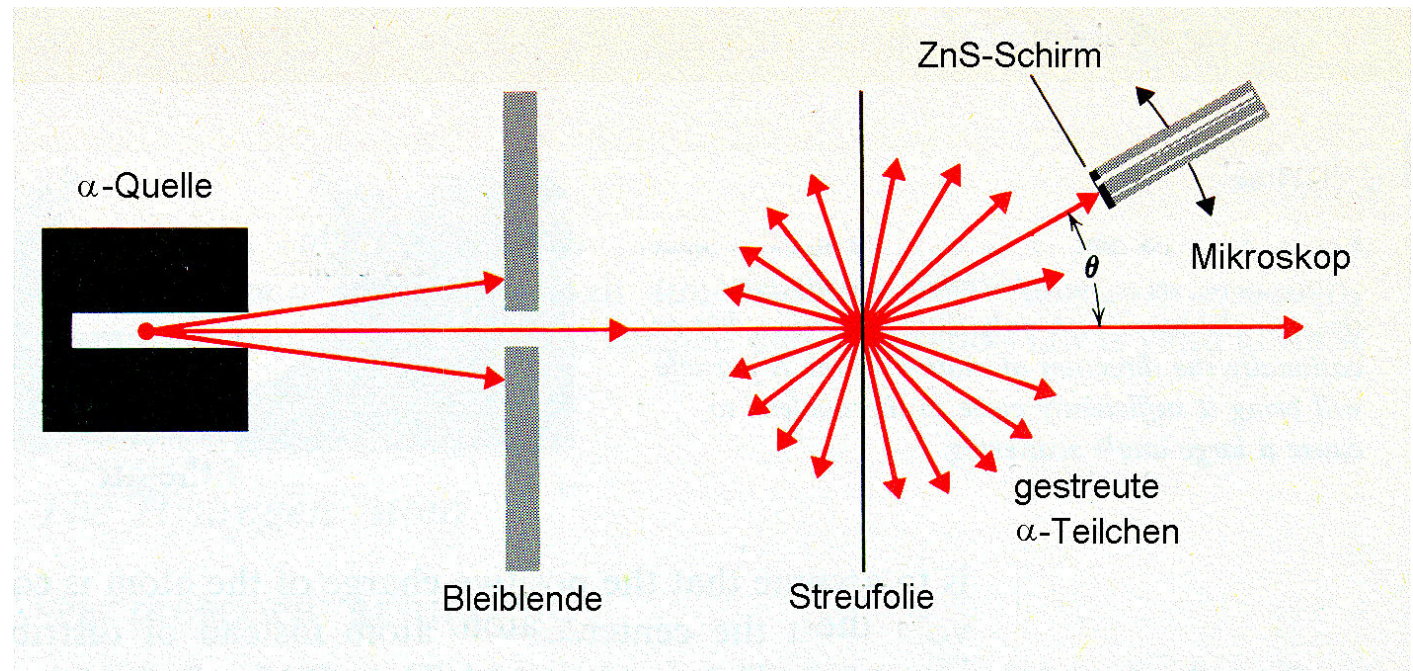 ZnS-Schirm
α-Quelle
Mikroskop
θ
gestreute
α-Teilchen
Bleiblende
Streufolie